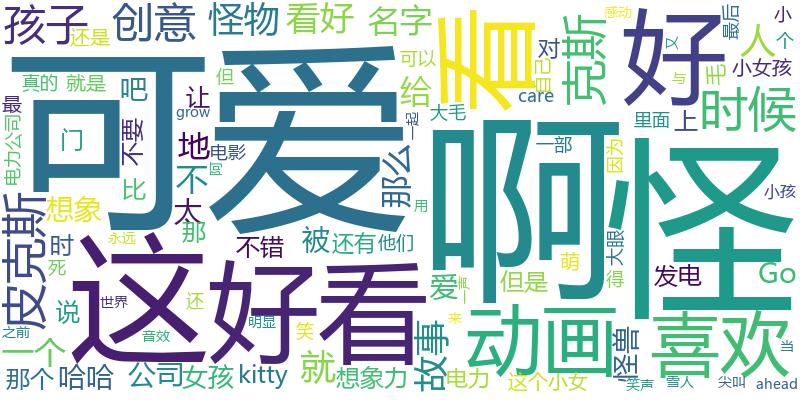 孩子
还是
创意
怪物
看好
名字
感动
小
最后
个
又
人
对
可以
克斯
自己
看
好
可爱
真的
就是
吧
但
让
grow
给
care
毛
小女孩
与
时候
最
电力公司
门
不要
地
电影
一起
大毛
里面
上
一部
因为
那么
啊
怪
不
比
太
想象
皮克斯
用
小孩
那
永远
时
死
这
好看
不错
被
还有
他们
爱
一声
但是
萌
得
大眼
发电
Go
说
世界
还
音效
明显
笑
来
动画
喜欢
怪兽
故事
之前
一个
那个
哈哈
公司
女孩
kitty
就
想象力
电力
这个
小女
笑声
雪人
尖叫
当
ahead